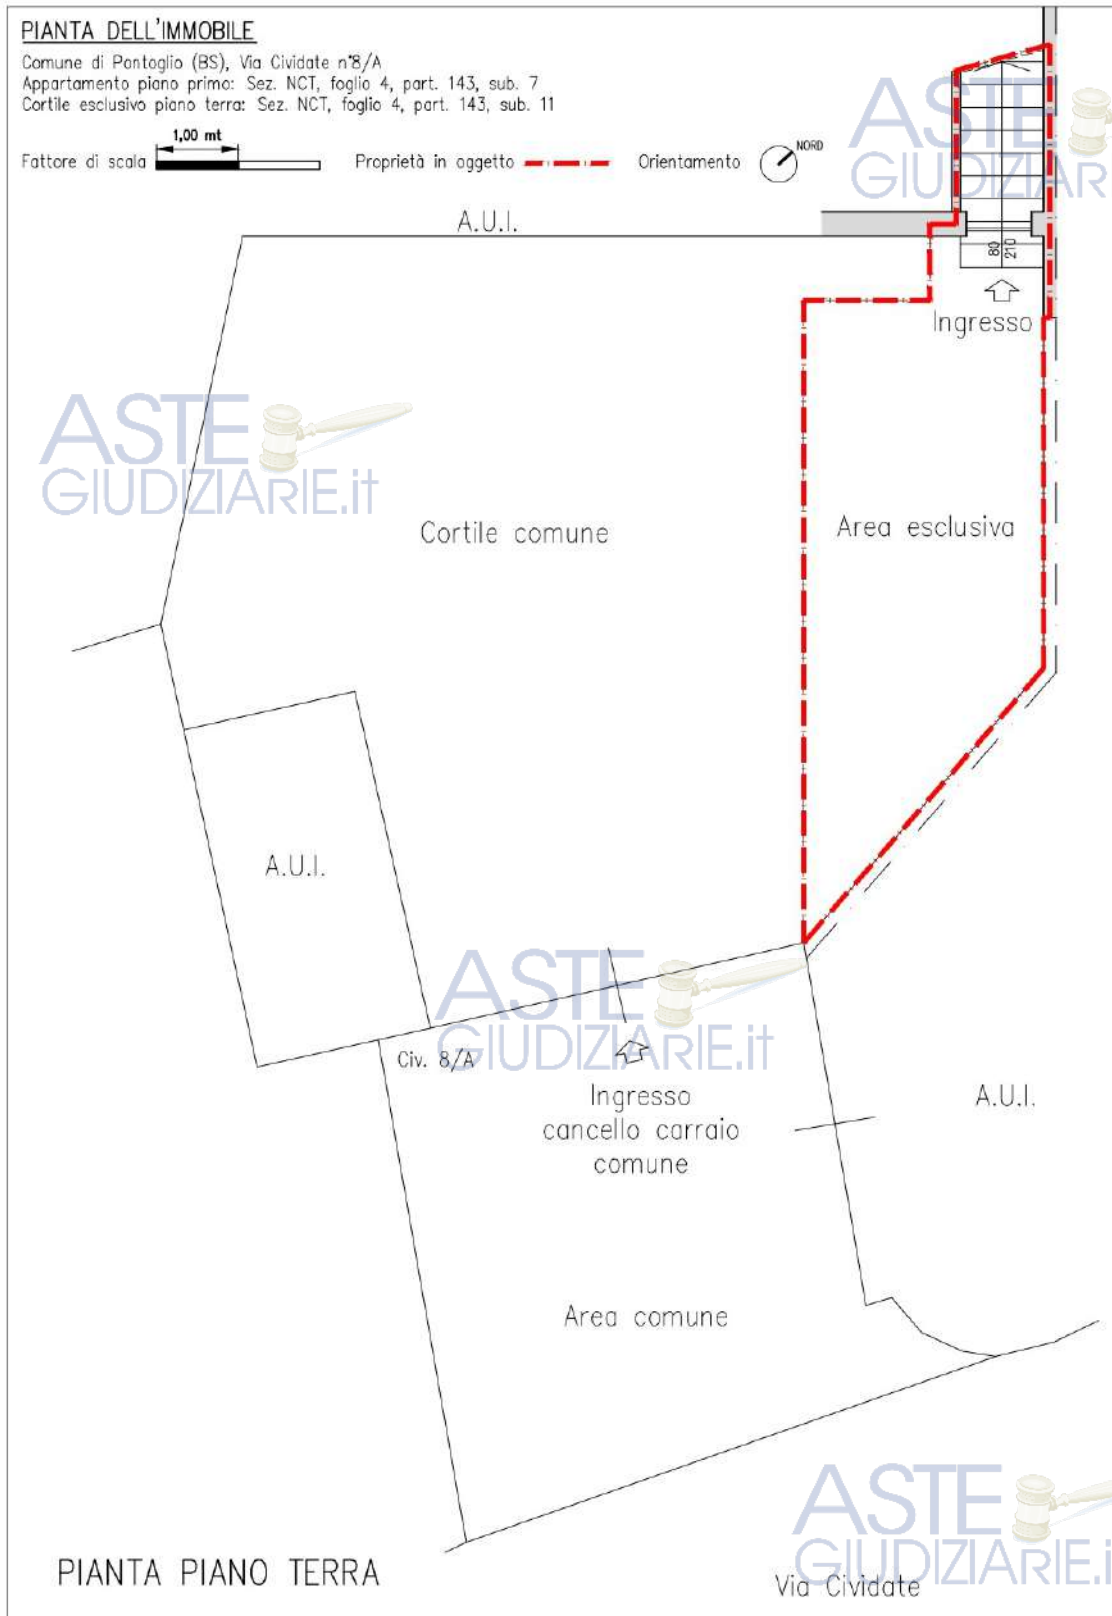 PIANTA DELL'IMMOBILE
Comune di Pontoglio (BS), Via Cividate n°8/A
Appartamento piano primo: Sez. NCT, foglio 4, part. 143, sub. 7
Cortile esclusivo piano terra: Sez. NCT, foglio 4, part. 143, sub. 11
1,00 mt
Fattore di scala
Proprietà in oggetto
Orientamento
NORD
ASTE
GIUDIZIAR
A.U.I.
80
210
Ingresso
ASTE
GIUDIZIARIE.it
Cortile comune
Area esclusiva
A.U.I.
ASTE
GIUDIZIARIE.it
Civ. 8/A
Ingresso
cancello carraio
comune
A.U.I.
Area comune
ASTE
GIUDIZIARIE.i
PIANTA PIANO TERRA
Via Cividate